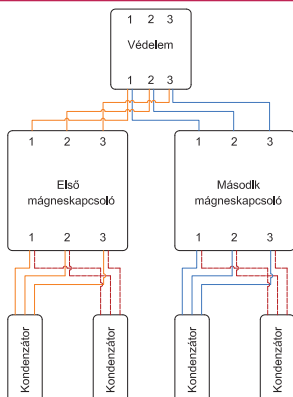 1 2 3
Védelem
1 2 3
1 2 3
Első
mágneskapcsoló
1 2 3
1 2 3
Második
mágneskapcsoló
1 2 3
Kondenzátor
Kondenzátor
Kondenzátor
Kondenzátor